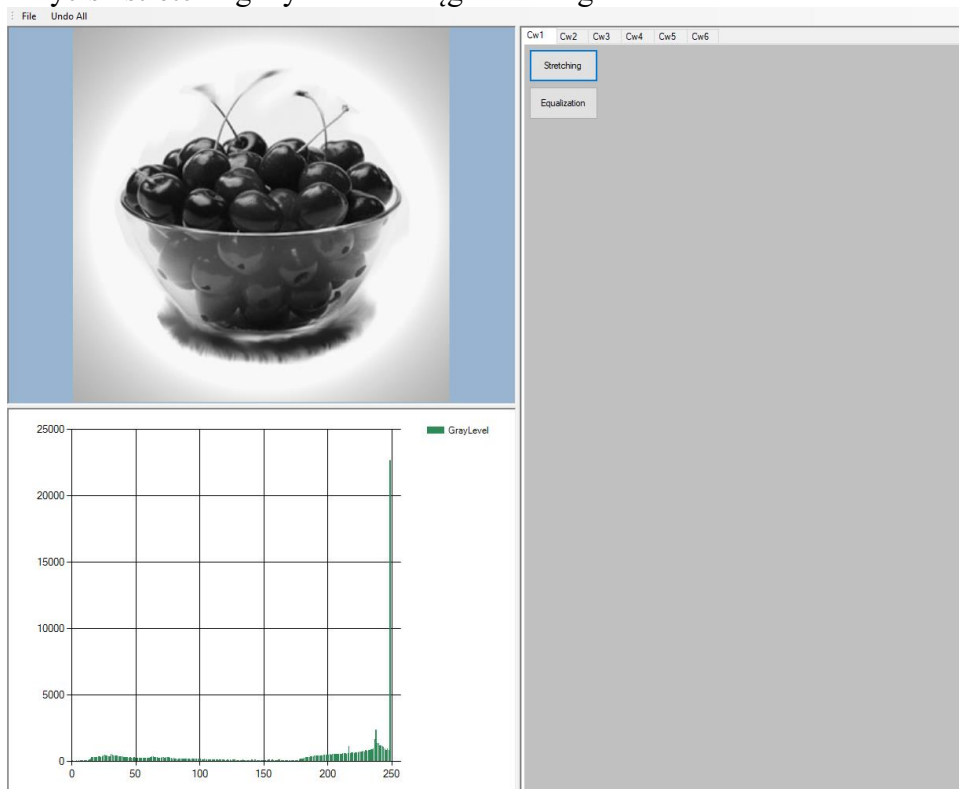 File Undo All
Cw1 Cw2 Cw3 Cw4 Cw5 Cw6
Stretching
Equalization
25000
20000
15000
10000
5000
0
0 50 100 150 200 250
GrayLevel